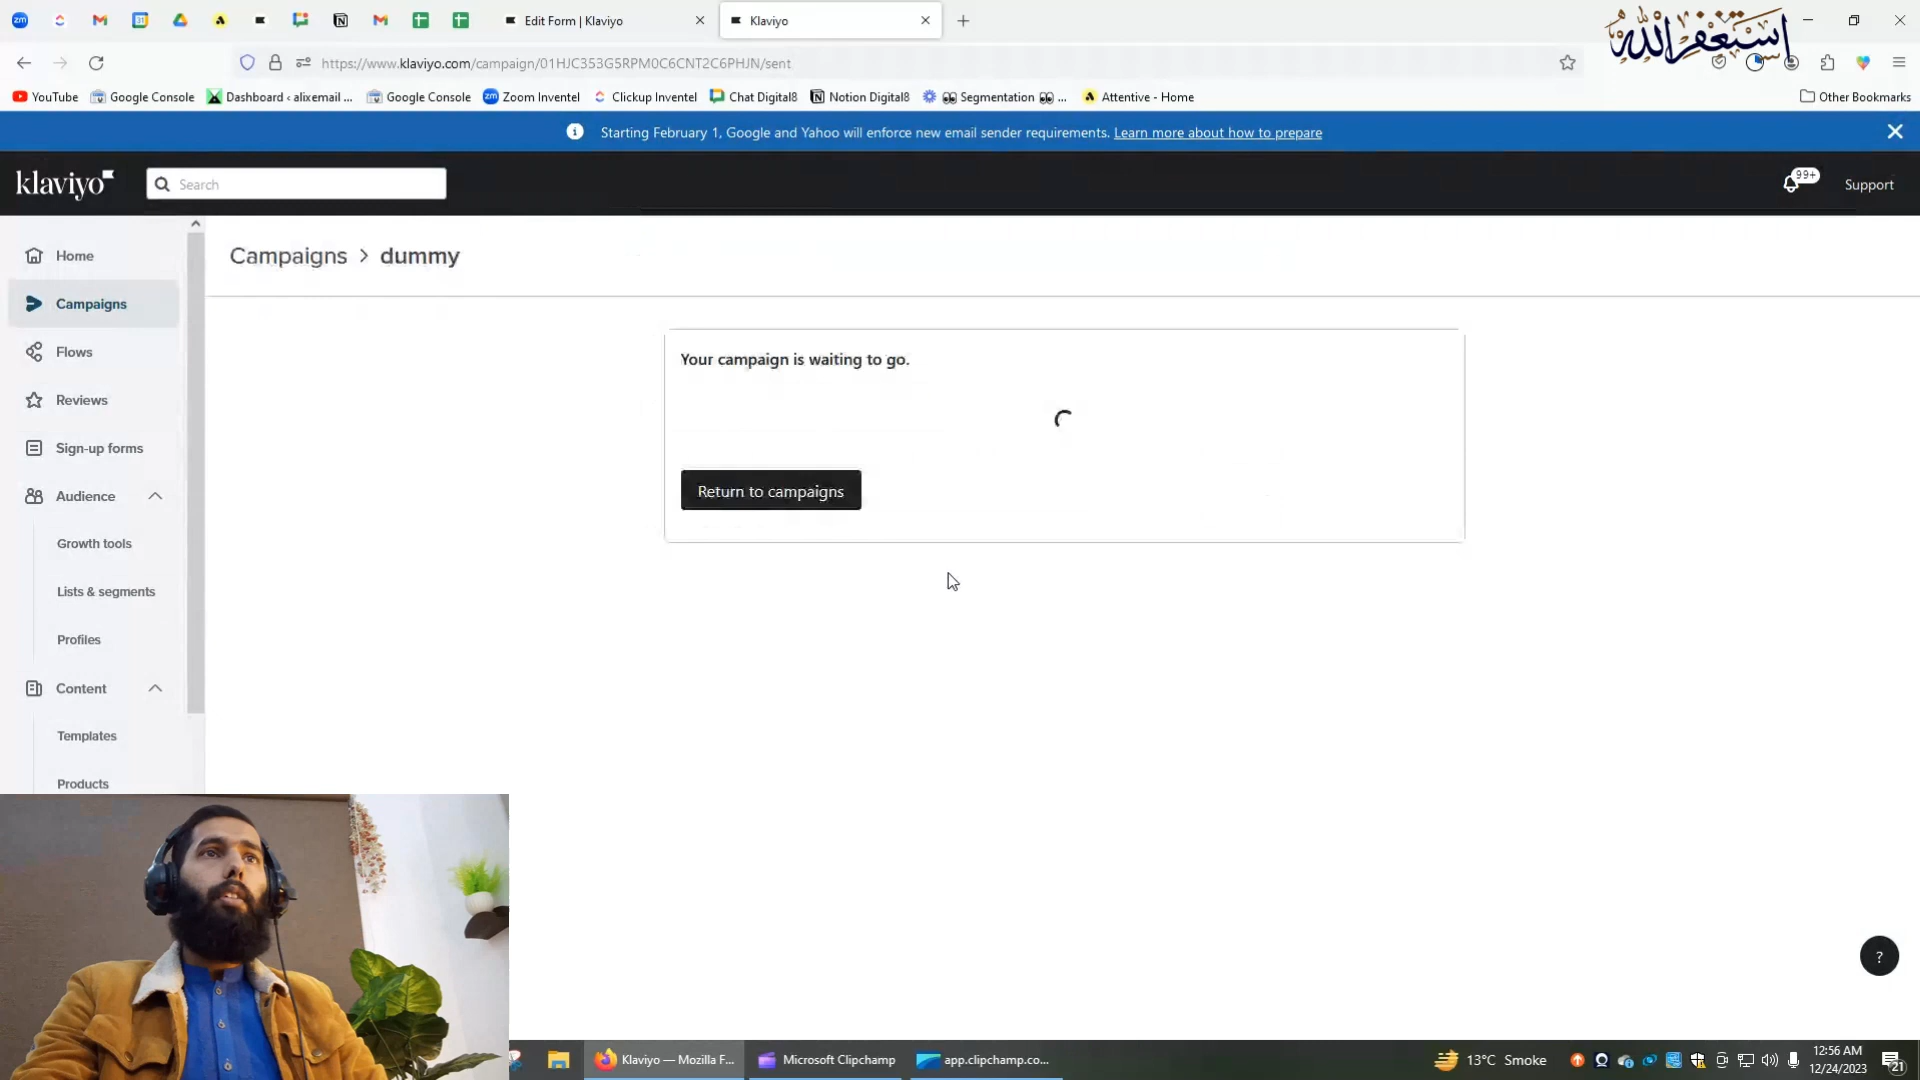 Edit Form | Klaviyo
Klaviyo
استغفر الله
https://www.klaviyo.com/campaign/01HJC353G5RPM0C6CNT2C6PHJN/sent
YouTube
Google Console
Dashboard ‹ alixemail ...
Google Console
Zoom Inventel
Clickup Inventel
Chat Digital8
Notion Digital8
Segmentation 👀 ...
Attentive - Home
Other Bookmarks
Starting February 1, Google and Yahoo will enforce new email sender requirements. Learn more about how to prepare
klaviyo
Search
99+
Support
Home
Campaigns > dummy
Campaigns
Flows
Reviews
Sign-up forms
Audience
Growth tools
Lists & segments
Profiles
Content
Templates
Products
Your campaign is waiting to go.
Return to campaigns
?
Klaviyo — Mozilla F...
Microsoft Clipchamp
app.clipchamp.co...
13°C Smoke
12:56 AM
12/24/2023
21